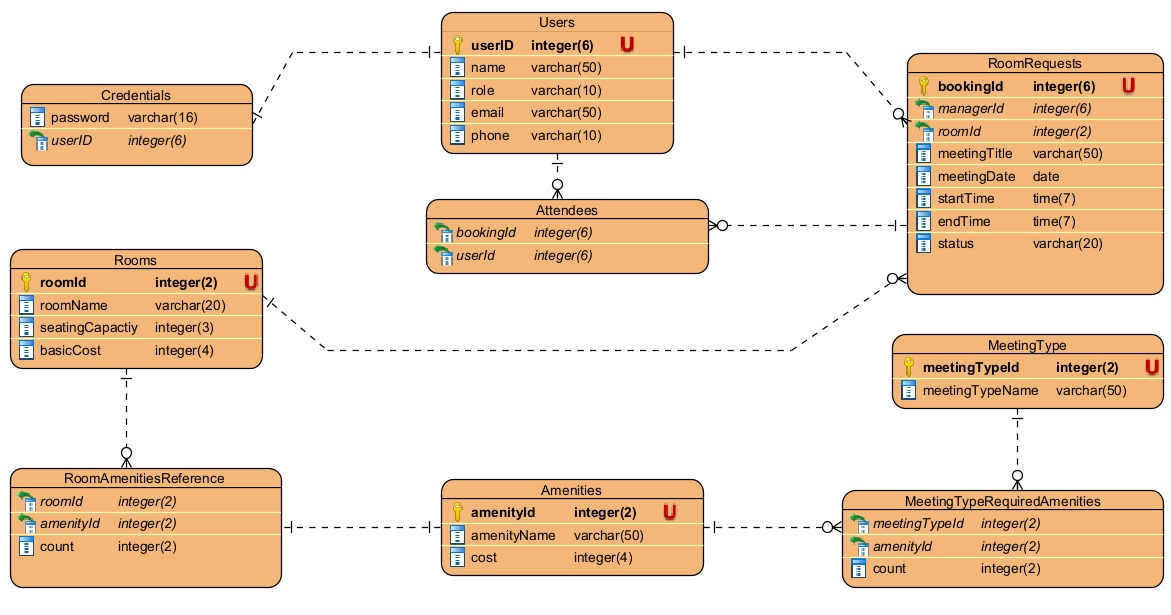 Users
userID integer(6) U
name varchar(50)
role varchar(10)
email varchar(50)
phone varchar(10)
Credentials
password varchar(16)
userID integer(6)
RoomRequests
bookingId integer(6) U
managerId integer(6)
roomId integer(2)
meetingTitle varchar(50)
meetingDate date
startTime time(7)
endTime time(7)
status varchar(20)
Attendees
bookingId integer(6)
userId integer(6)
Rooms
roomId integer(2) U
roomName varchar(20)
seatingCapactiy integer(3)
basicCost integer(4)
MeetingType
meetingTypeId integer(2) U
meetingTypeName varchar(50)
RoomAmenitiesReference
roomId integer(2)
amenityId integer(2)
count integer(2)
Amenities
amenityId integer(2) U
amenityName varchar(50)
cost integer(4)
MeetingTypeRequiredAmenities
meetingTypeId integer(2)
amenityId integer(2)
count integer(2)